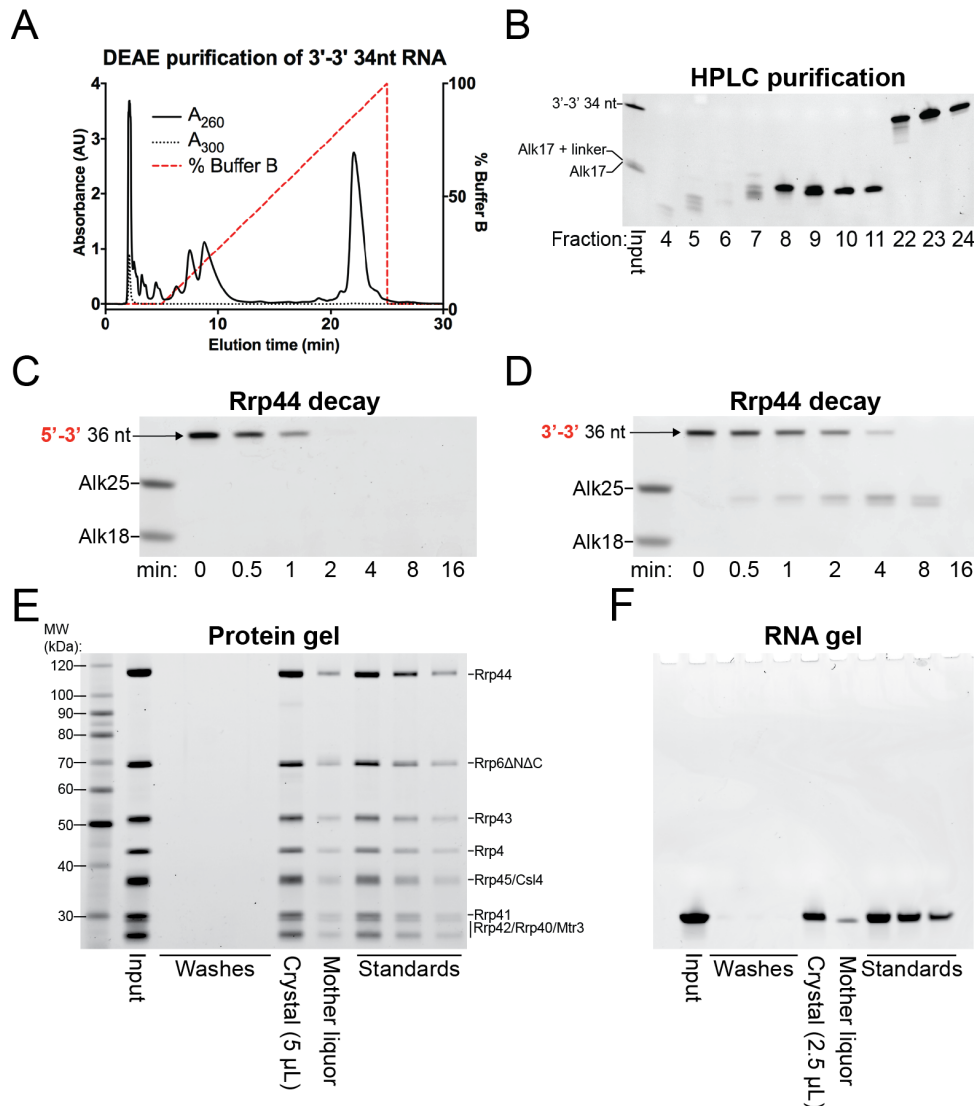 A
DEAE purification of 3'-3' 34nt RNA
4
3
2
1
0
Absorbance (AU)
A260
A300
% Buffer B
100
50
0
% Buffer B
0
10
20
30
Elution time (min)
B
HPLC purification
3'-3' 34 nt
Alk17 + linker
Alk17
Fraction:
Input
4 5 6 7 8 9 10 11 22 23 24
C
Rrp44 decay
5'-3' 36 nt
Alk25
Alk18
min: 0 0.5 1 2 4 8 16
D
Rrp44 decay
3'-3' 36 nt
Alk25
Alk18
min: 0 0.5 1 2 4 8 16
E
Protein gel
MW
(kDa):
120
100
90
80
70
60
50
40
30
Rrp44
Rrp6ΔNΔC
Rrp43
Rrp4
Rrp45/Csl4
Rrp41
Rrp42/Rrp40/Mtr3
Input
Washes
Crystal (5 µL)
Mother liquor
Standards
F
RNA gel
Input
Washes
Crystal (2.5 µL)
Mother liquor
Standards